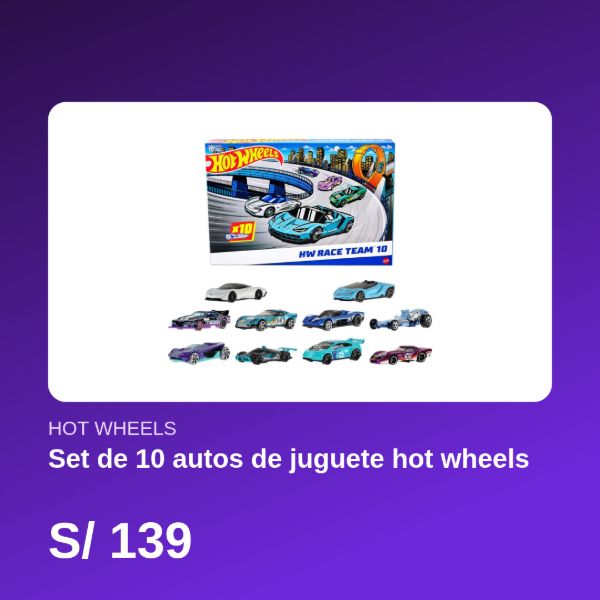 HOT WHEELS
x10
HW RACE TEAM 10
HOT WHEELS
Set de 10 autos de juguete hot wheels
S/ 139